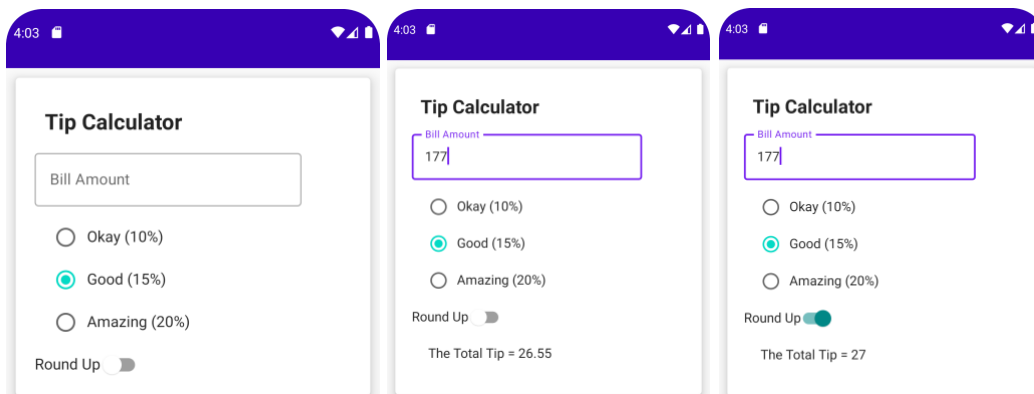 4:03
Tip Calculator
Bill Amount
Okay (10%)
Good (15%)
Amazing (20%)
Round Up
4:03
Tip Calculator
Bill Amount
177
Okay (10%)
Good (15%)
Amazing (20%)
Round Up
The Total Tip = 26.55
4:03
Tip Calculator
Bill Amount
177
Okay (10%)
Good (15%)
Amazing (20%)
Round Up
The Total Tip = 27